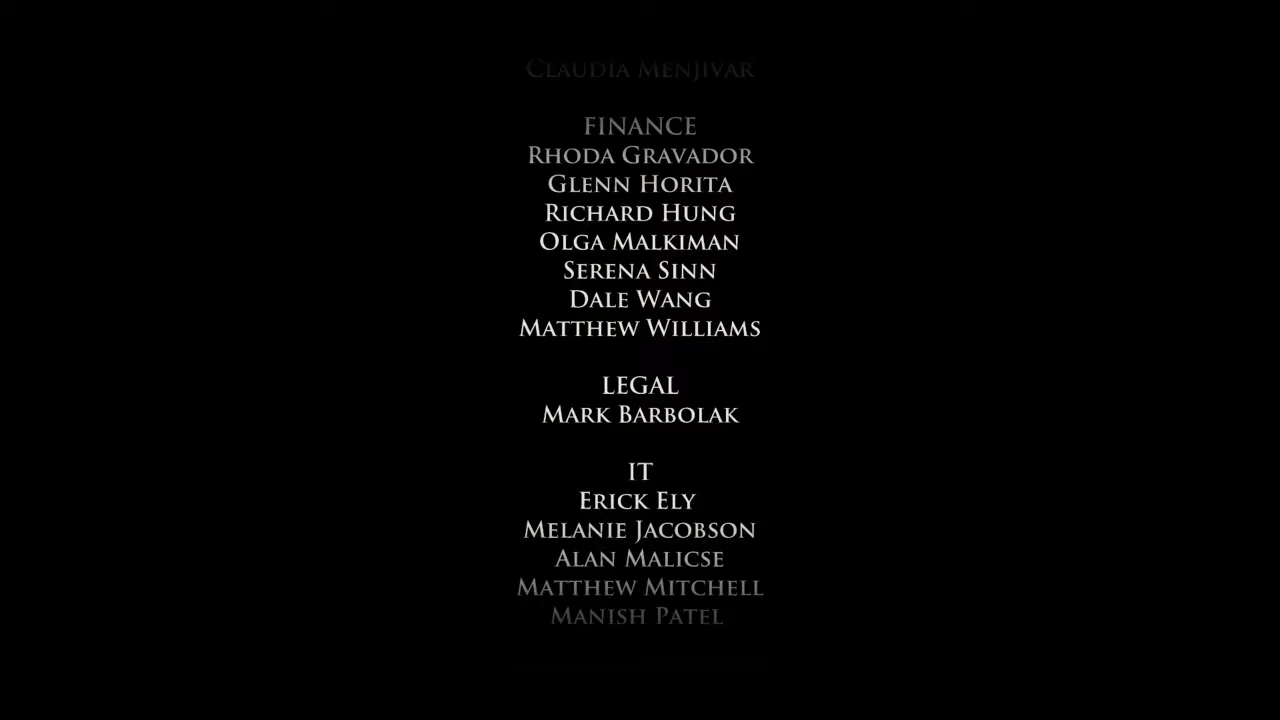 Claudia Menjivar
FINANCE
Rhoda Gravador
Glenn Horita
Richard Hung
Olga Malkiman
Serena Sinn
Dale Wang
Matthew Williams
LEGAL
Mark Barbolak
IT
Erick Ely
Melanie Jacobson
Alan Malicse
Matthew Mitchell
Manish Patel